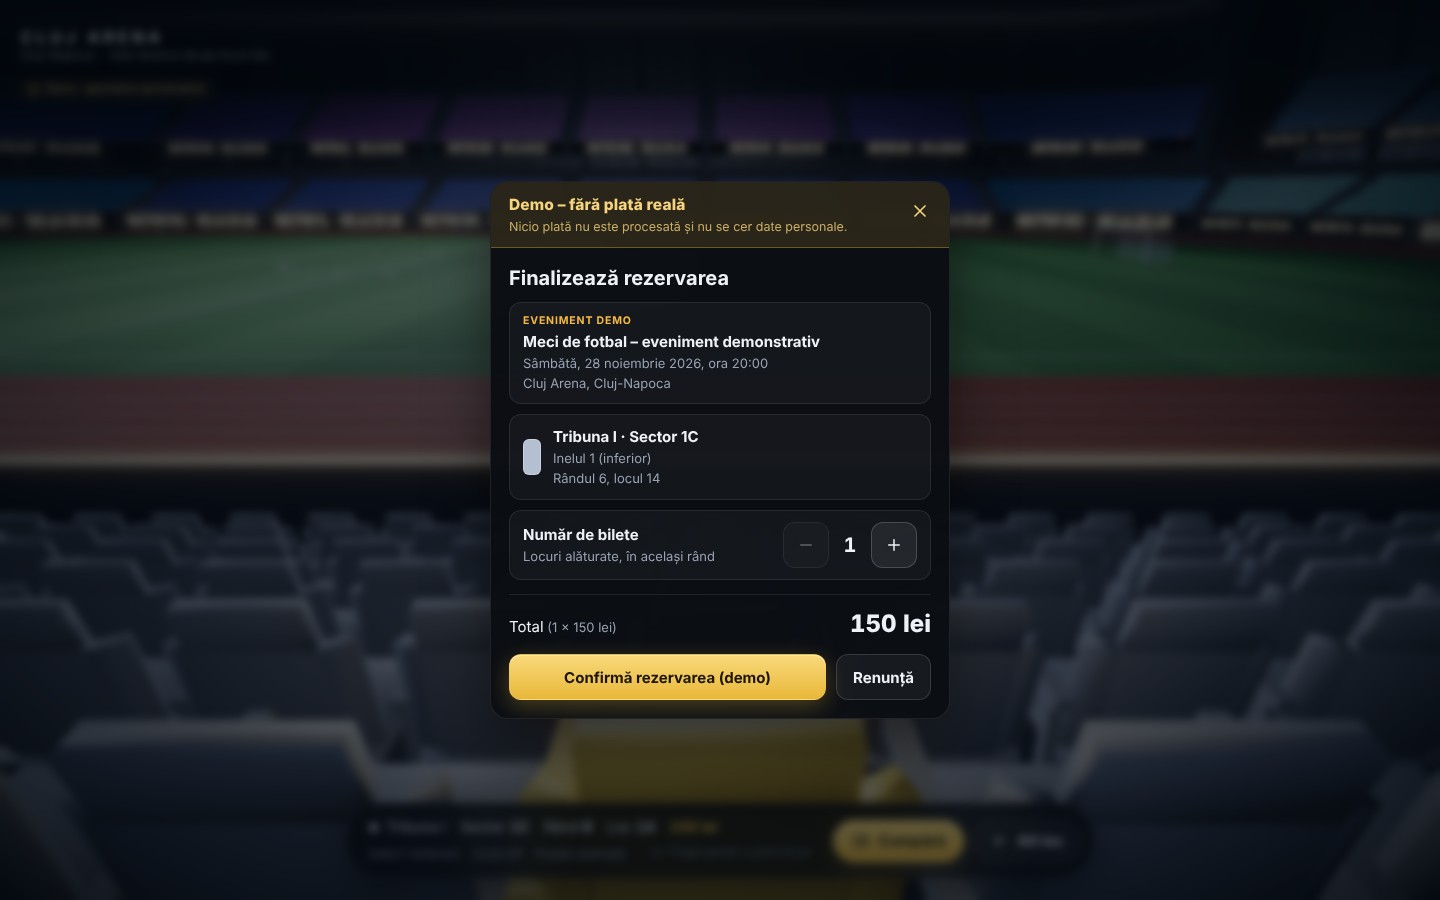 CLUJ ARENA
Demo – fără plată reală
Nicio plată nu este procesată și nu se cer date personale.
Finalizează rezervarea
EVENIMENT DEMO
Meci de fotbal – eveniment demonstrativ
Sâmbătă, 28 noiembrie 2026, ora 20:00
Cluj Arena, Cluj-Napoca
Tribuna I · Sector 1C
Inelul 1 (inferior)
Rândul 6, locul 14
Număr de bilete
Locuri alăturate, în același rând
− 1 +
Total (1 × 150 lei) 150 lei
Confirmă rezervarea (demo) Renunță